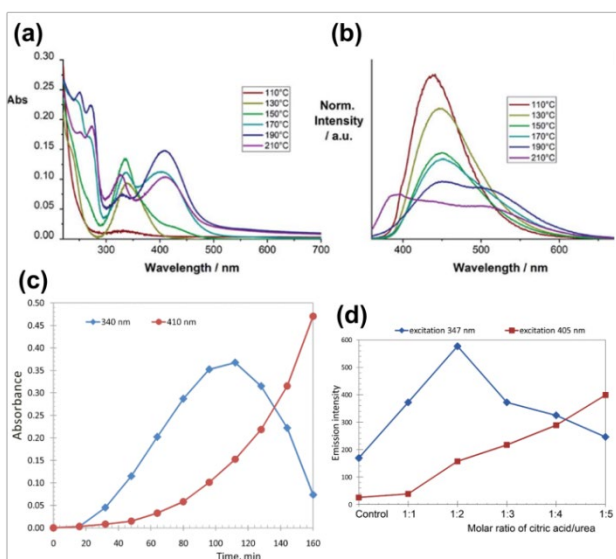 (a)
0.30
0.25
Abs
0.20
0.15
0.10
0.05
0.00
110°C
130°C
150°C
170°C
190°C
210°C
300 400 500 600 700
Wavelength / nm
(b)
Norm.
Intensity
/ a.u.
110°C
130°C
150°C
170°C
190°C
210°C
400 500 600
Wavelength / nm
(c)
340 nm 410 nm
0.50
0.45
0.40
0.35
0.30
0.25
0.20
0.15
0.10
0.05
0.00
Absorbance
0 20 40 60 80 100 120 140 160
Time, min
(d)
excitation 347 nm excitation 405 nm
600
500
400
300
200
100
0
Emission intensity
Control 1:1 1:2 1:3 1:4 1:5
Molar ratio of citric acid/urea